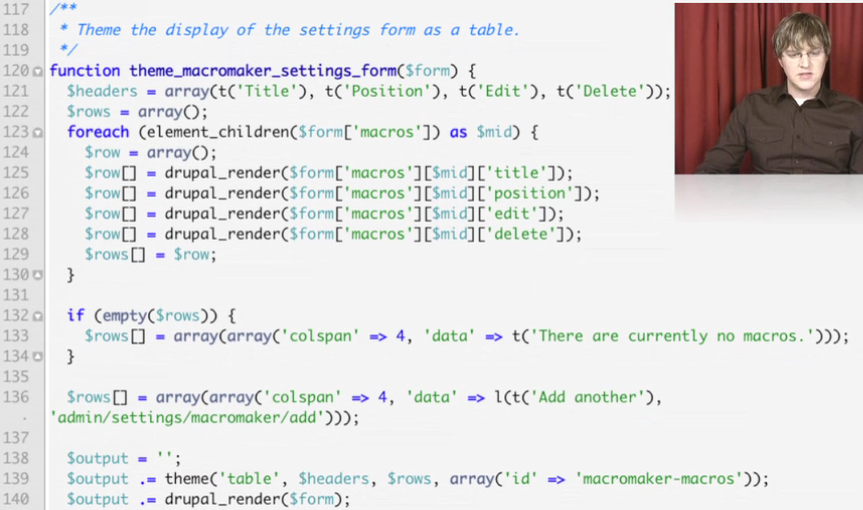 117 /**
118  * Theme the display of the settings form as a table.
119  */
120 function theme_macromaker_settings_form($form) {
121   $headers = array(t('Title'), t('Position'), t('Edit'), t('Delete'));
122   $rows = array();
123   foreach (element_children($form['macros']) as $mid) {
124     $row = array();
125     $row[] = drupal_render($form['macros'][$mid]['title']);
126     $row[] = drupal_render($form['macros'][$mid]['position']);
127     $row[] = drupal_render($form['macros'][$mid]['edit']);
128     $row[] = drupal_render($form['macros'][$mid]['delete']);
129     $rows[] = $row;
130   }
131
132   if (empty($rows)) {
133     $rows[] = array(array('colspan' => 4, 'data' => t('There are currently no macros.')));
134   }
135
136   $rows[] = array(array('colspan' => 4, 'data' => l(t('Add another'),
· 'admin/settings/macromaker/add')));
137
138   $output = '';
139   $output .= theme('table', $headers, $rows, array('id' => 'macromaker-macros'));
140   $output .= drupal_render($form);